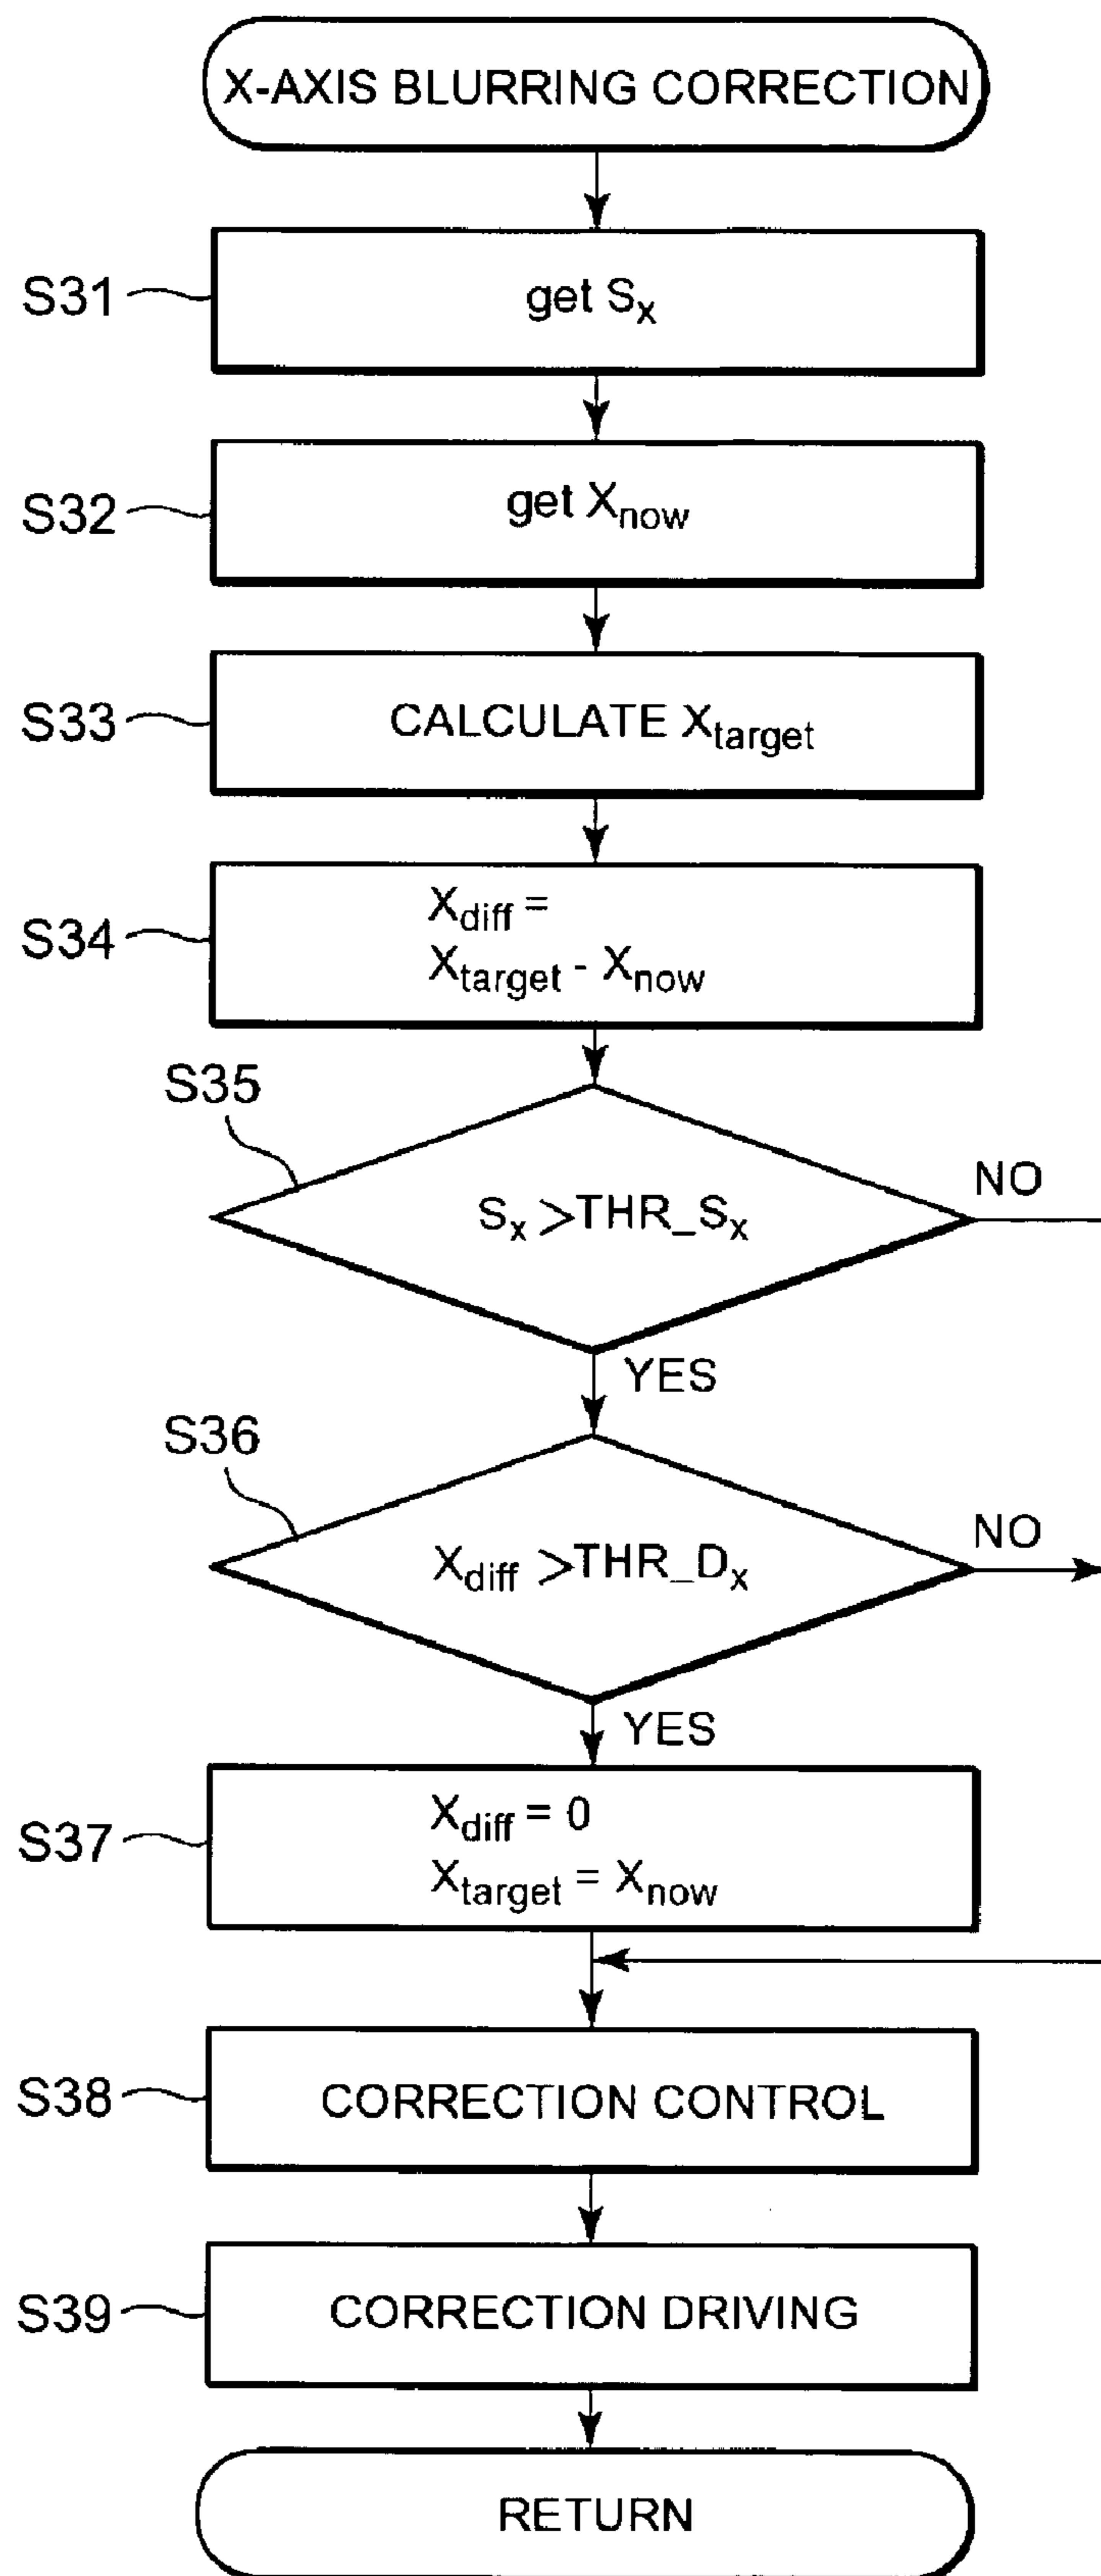 X-AXIS BLURRING CORRECTION
S31
get Sx
S32
get Xnow
S33
CALCULATE Xtarget
S34
Xdiff =
Xtarget - Xnow
S35
Sx >THR_Sx
NO
YES
S36
Xdiff >THR_Dx
NO
YES
S37
Xdiff = 0
Xtarget = Xnow
S38
CORRECTION CONTROL
S39
CORRECTION DRIVING
RETURN